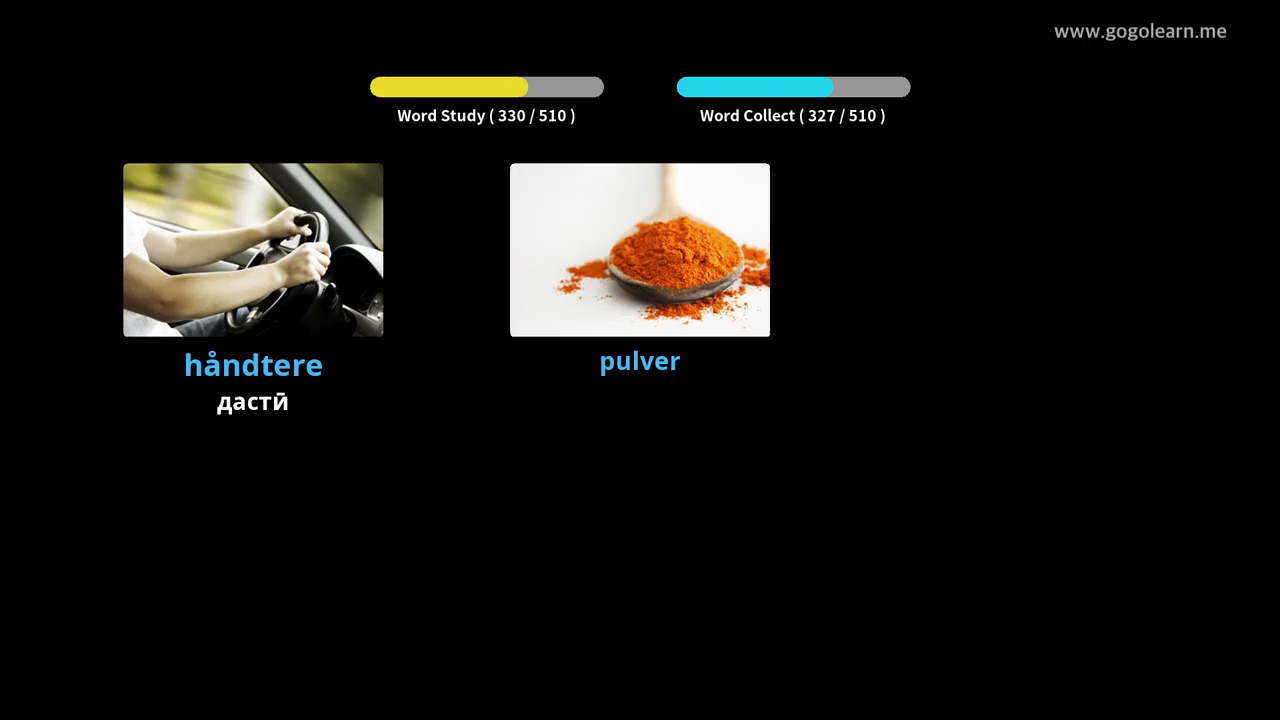 www.gogolearn.me
Word Study ( 330 / 510 )
Word Collect ( 327 / 510 )
håndtere
дастӣ
pulver